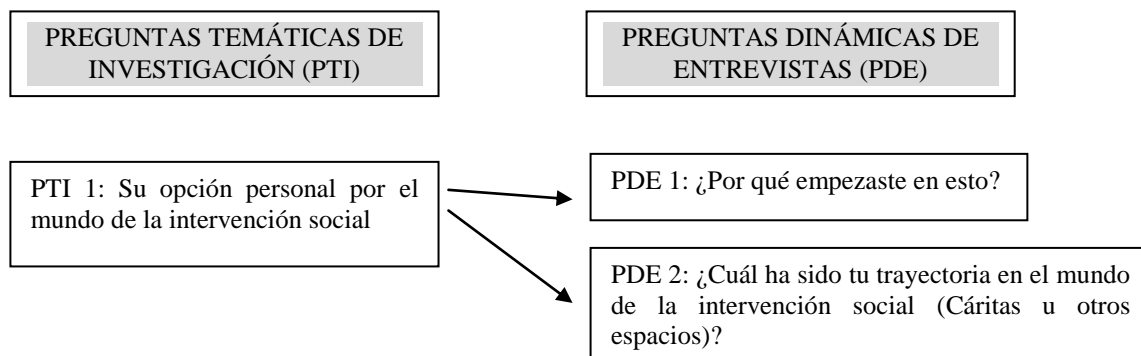 PREGUNTAS TEMÁTICAS DE
INVESTIGACIÓN (PTI)
PREGUNTAS DINÁMICAS DE
ENTREVISTAS (PDE)
PTI 1: Su opción personal por el
mundo de la intervención social
PDE 1: ¿Por qué empezaste en esto?
PDE 2: ¿Cuál ha sido tu trayectoria en el mundo
de la intervención social (Cáritas u otros
espacios)?